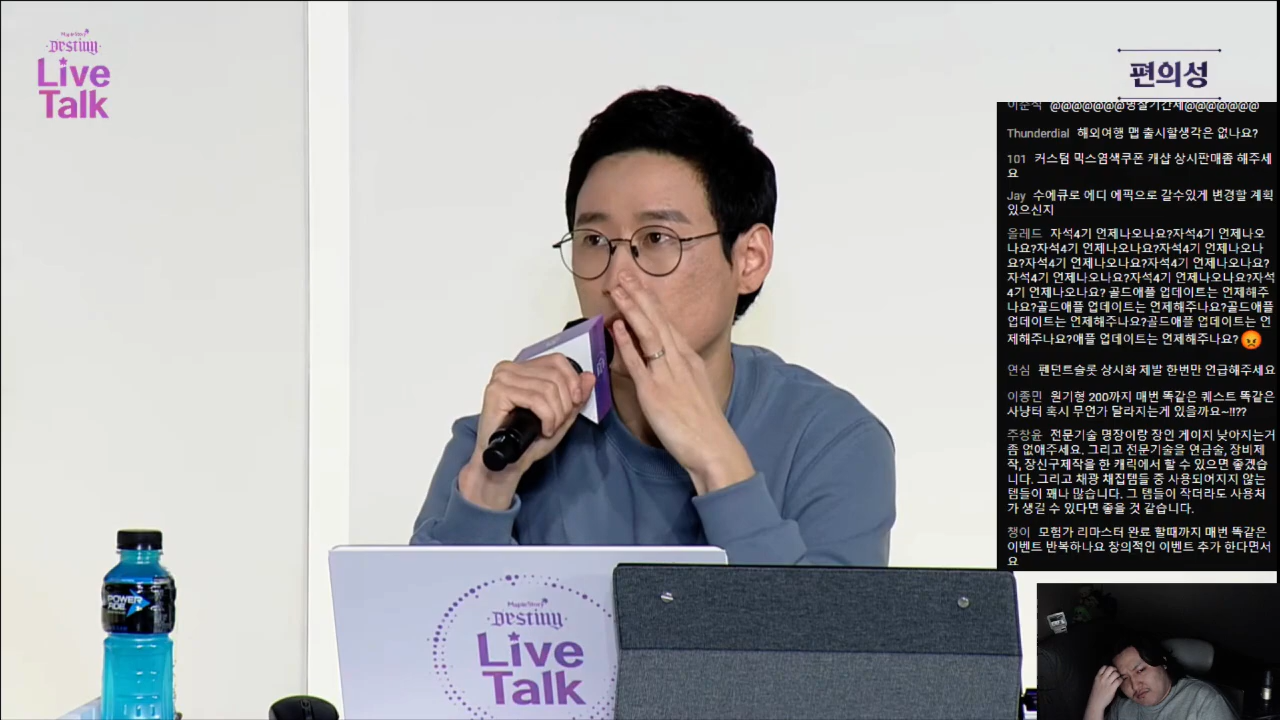 MapleStory
DESTINY
Live
Talk
편의성
이준석 @@@@@@@영결기간제@@@@@@@
Thunderdial 해외여행 맵 출시할생각은 없나요?
101 커스텀 믹스염색쿠폰 캐샵 상시판매좀 해주세
요
Jay 수에큐로 에디 에픽으로 갈수있게 변경할 계획
있으신지
올레드 자석4기 언제나오나요?자석4기 언제나오
나요?자석4기 언제나오나요?자석4기 언제나오나
요?자석4기 언제나오나요?자석4기 언제나오나요?
자석4기 언제나오나요?자석4기 언제나오나요?자석
4기 언제나오나요? 골드애플 업데이트는 언제해주
나요?골드애플 업데이트는 언제해주나요?골드애플
업데이트는 언제해주나요?골드애플 업데이트는 언
제해주나요?애플 업데이트는 언제해주나요?😡
연심 펜던트슬롯 상시화 제발 한번만 언급해주세요
이종민 원기형 200까지 매번 똑같은 퀘스트 똑같은
사냥터 혹시 무언가 달라지는게 있을까요~!!??
주창윤 전문기술 명장이랑 장인 게이지 낮아지는거
좀 없애주세요. 그리고 전문기술을 연금술, 장비제
작, 장신구제작을 한 캐릭에서 할 수 있으면 좋겠습
니다. 그리고 채광 채집템들 중 사용되어지지 않는
템들이 꽤나 많습니다. 그 템들이 작더라도 사용처
가 생길 수 있다면 좋을 것 같습니다.
챙이 모험가 리마스터 완료 할때까지 매번 똑같은
이벤트 반복하나요 창의적인 이벤트 추가 한다면서
요
POWER
ADE
MapleStory
DESTINY
Live
Talk